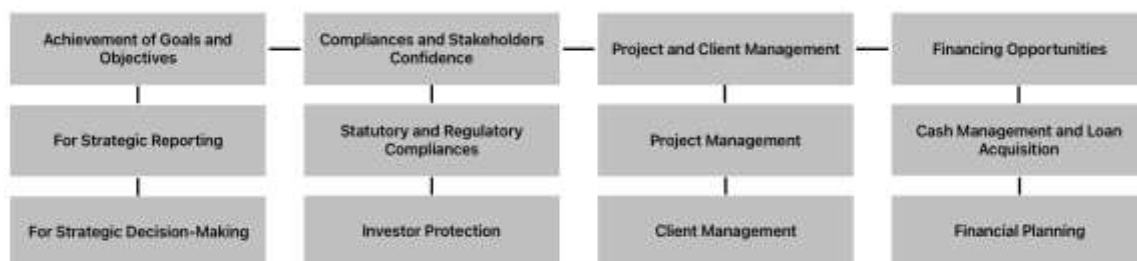 Achievement of Goals and
Objectives
Compliances and Stakeholders
Confidence
Project and Client Management
Financing Opportunities
For Strategic Reporting
Statutory and Regulatory
Compliances
Project Management
Cash Management and Loan
Acquisition
For Strategic Decision-Making
Investor Protection
Client Management
Financial Planning